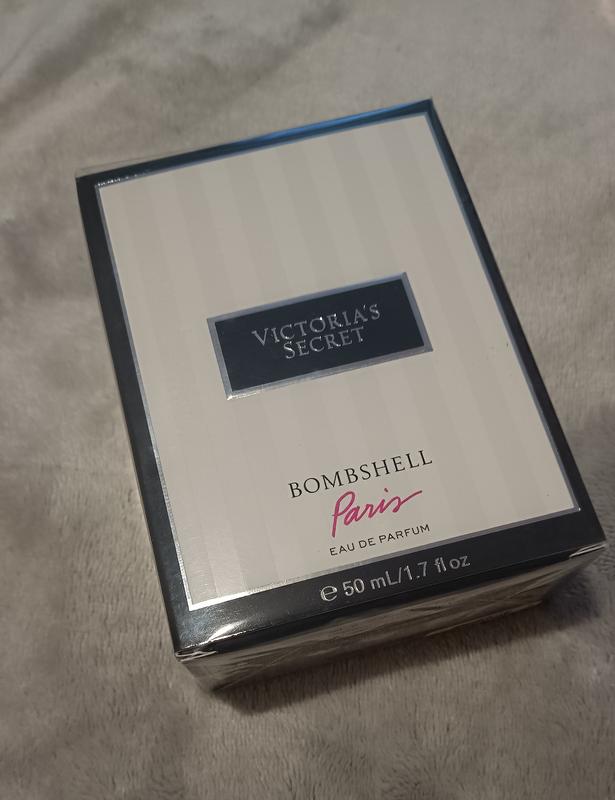 VICTORIA'S
SECRET
BOMBSHELL
Paris
EAU DE PARFUM
℮ 50 mL/1.7 fl oz